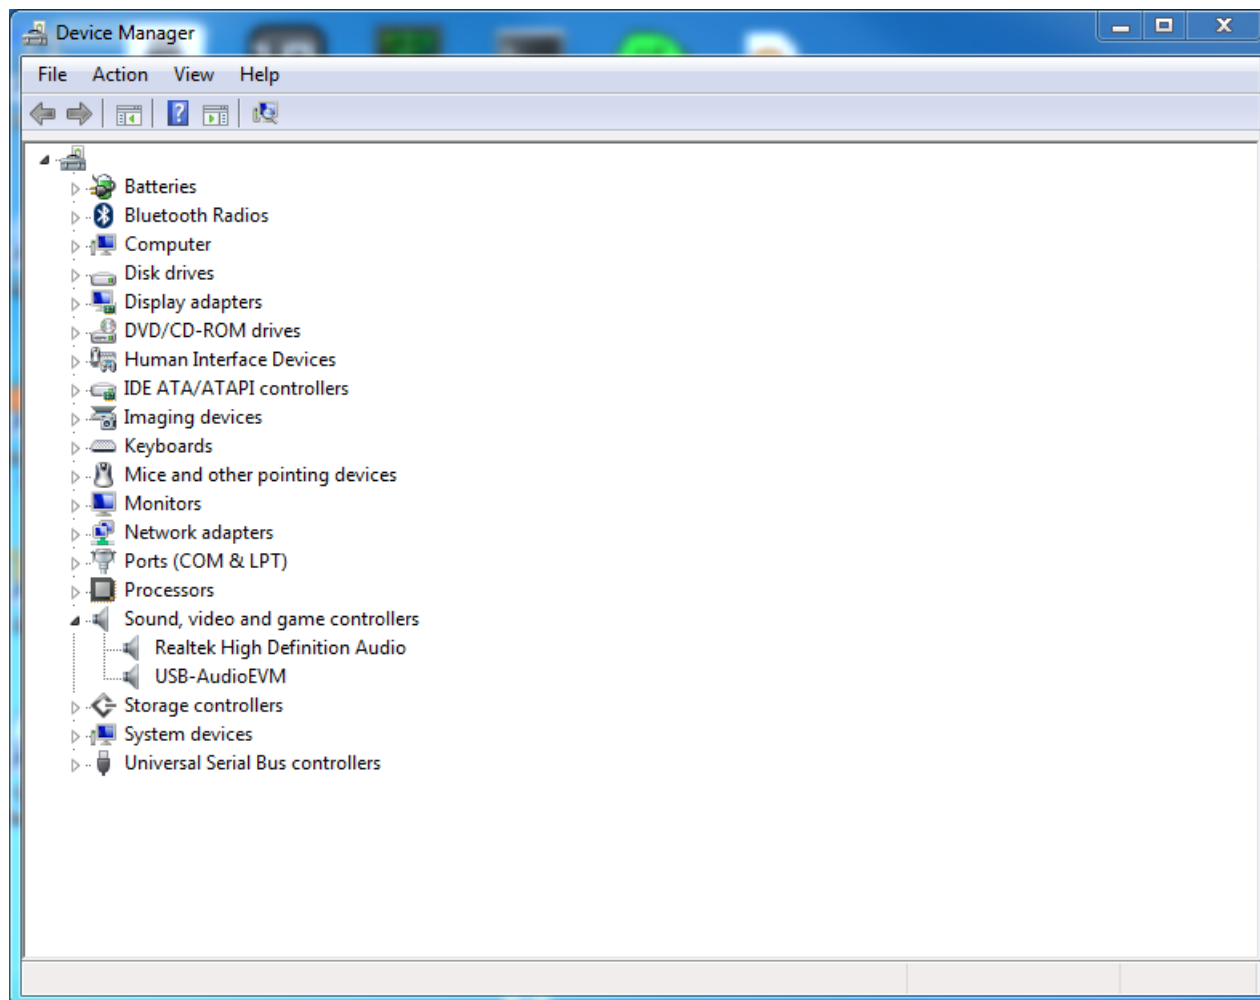 Device Manager
File Action View Help
Batteries
Bluetooth Radios
Computer
Disk drives
Display adapters
DVD/CD-ROM drives
Human Interface Devices
IDE ATA/ATAPI controllers
Imaging devices
Keyboards
Mice and other pointing devices
Monitors
Network adapters
Ports (COM & LPT)
Processors
Sound, video and game controllers
Realtek High Definition Audio
USB-AudioEVM
Storage controllers
System devices
Universal Serial Bus controllers